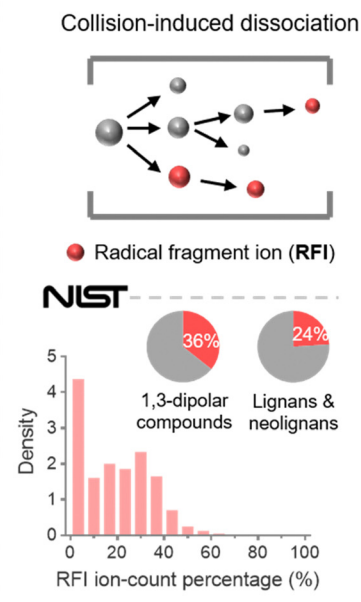 Collision-induced dissociation
Radical fragment ion (RFI)
NIST
36%
24%
1,3-dipolar
compounds
Lignans &
neolignans
5
4
3
2
1
0
Density
0 20 40 60 80 100
RFI ion-count percentage (%)